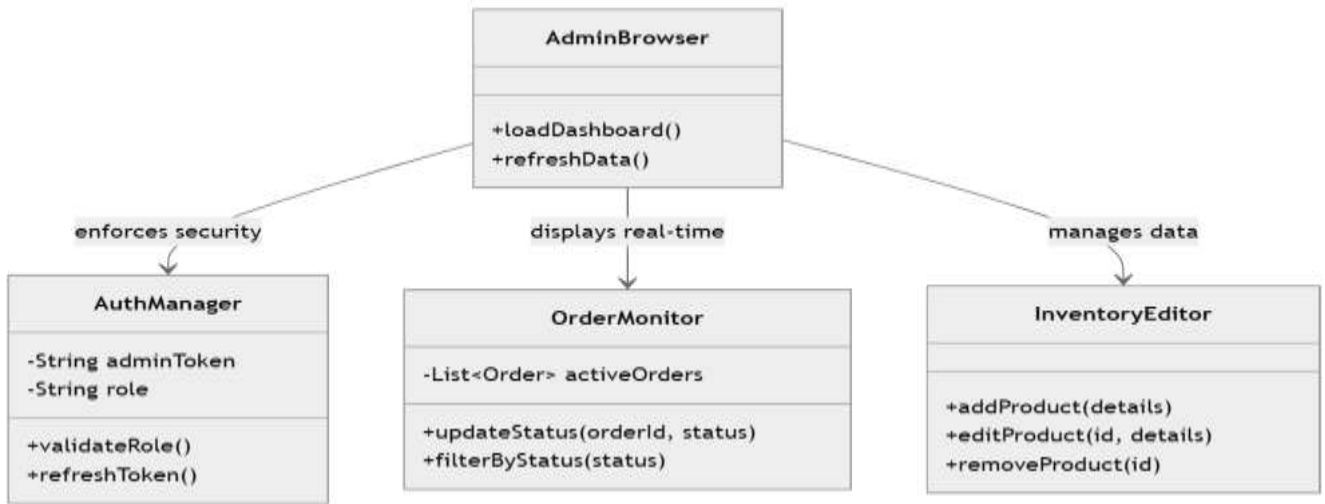 AdminBrowser
+loadDashboard()
+refreshData()
enforces security
displays real-time
manages data
AuthManager
-String adminToken
-String role
+validateRole()
+refreshToken()
OrderMonitor
-List<Order> activeOrders
+updateStatus(orderId, status)
+filterByStatus(status)
InventoryEditor
+addProduct(details)
+editProduct(id, details)
+removeProduct(id)